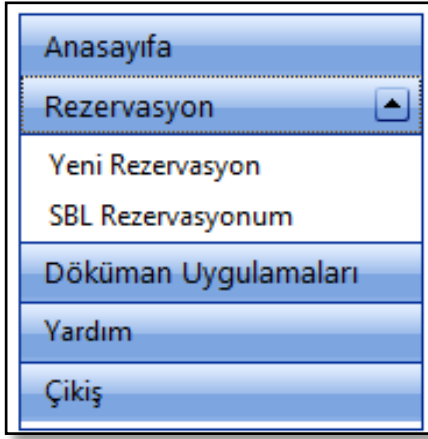 Anasayıfa
Rezervasyon
Yeni Rezervasyon
SBL Rezervasyonum
Döküman Uygulamaları
Yardım
Çikiş